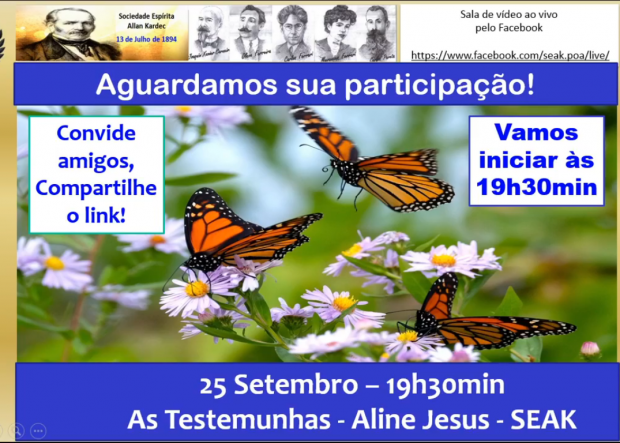 Sociedade Espírita
Allan Kardec
13 de Julho de 1894
Sala de vídeo ao vivo
pelo Facebook
https://www.facebook.com/seak.poa/live/
Aguardamos sua participação!
Convide
amigos,
Compartilhe
o link!
Vamos
iniciar às
19h30min
25 Setembro – 19h30min
As Testemunhas - Aline Jesus - SEAK